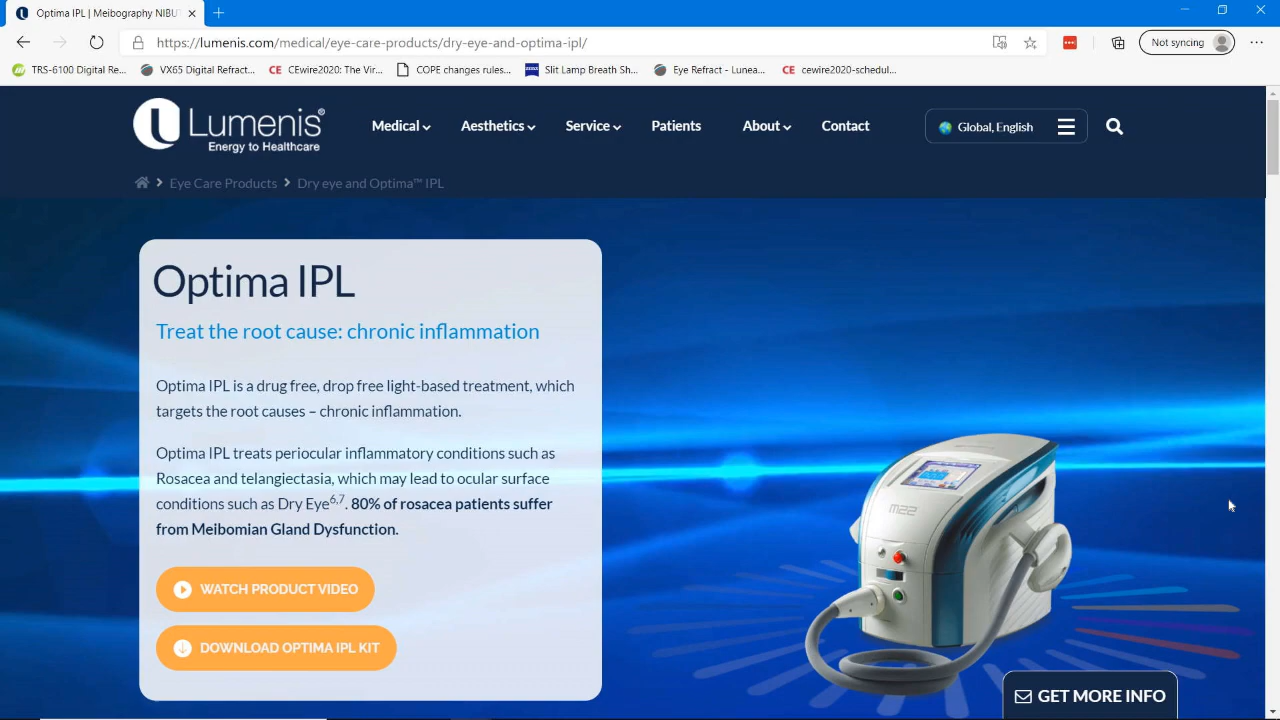 Optima IPL | Meibography NIBUT
https://lumenis.com/medical/eye-care-products/dry-eye-and-optima-ipl/
Not syncing
TRS-6100 Digital Re...
VX65 Digital Refract...
CE CEwire2020: The Vir...
COPE changes rules...
Slit Lamp Breath Sh...
Eye Refract - Lunea...
CE cewire2020-schedul...
Lumenis®
Energy to Healthcare
Medical
Aesthetics
Service
Patients
About
Contact
Global, English
Eye Care Products > Dry eye and Optima™ IPL
Optima IPL
Treat the root cause: chronic inflammation
Optima IPL is a drug free, drop free light-based treatment, which
targets the root causes – chronic inflammation.
Optima IPL treats periocular inflammatory conditions such as
Rosacea and telangiectasia, which may lead to ocular surface
conditions such as Dry Eye6,7. 80% of rosacea patients suffer
from Meibomian Gland Dysfunction.
WATCH PRODUCT VIDEO
DOWNLOAD OPTIMA IPL KIT
M22
GET MORE INFO